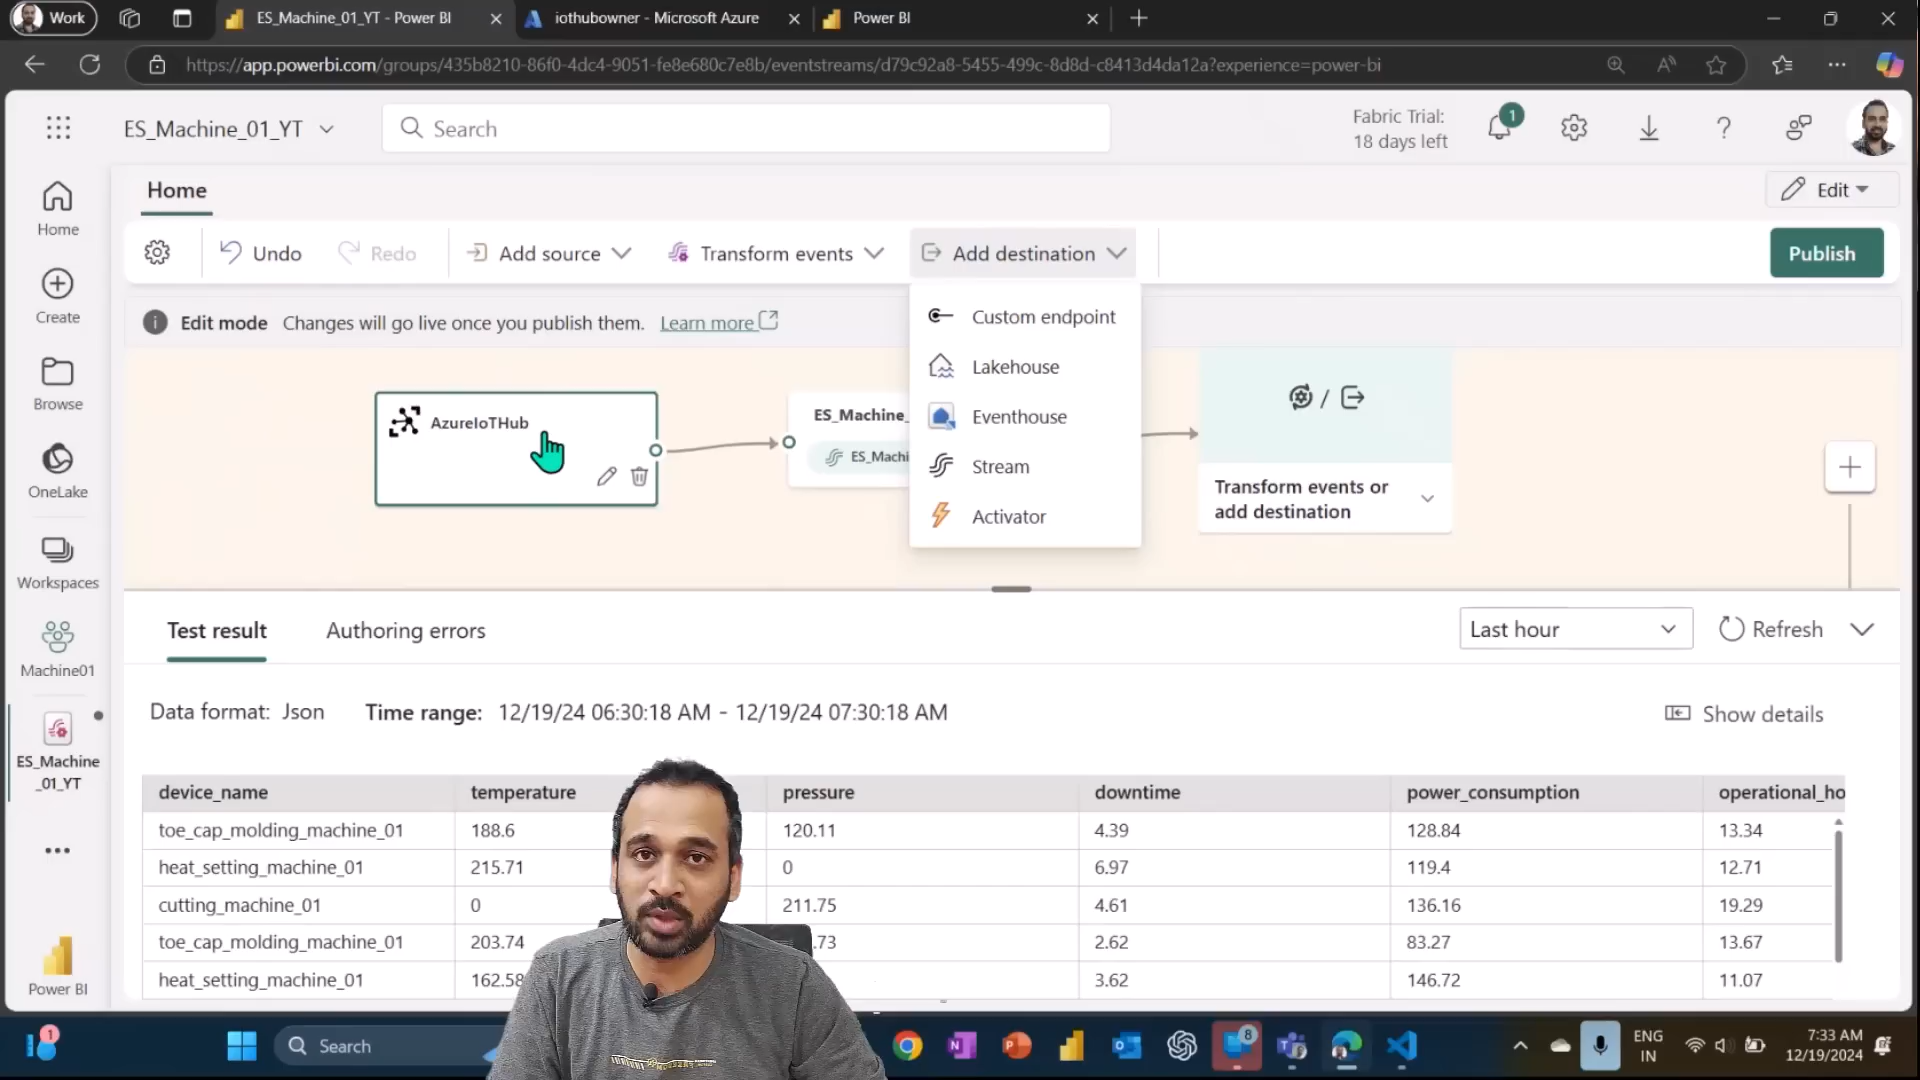 Work
ES_Machine_01_YT - Power BI
iothubowner - Microsoft Azure
Power BI
https://app.powerbi.com/groups/435b8210-86f0-4dc4-9051-fe8e680c7e8b/eventstreams/d79c92a8-5455-499c-8d8d-c8413d4da12a?experience=power-bi
ES_Machine_01_YT
Search
Fabric Trial:
18 days left
1
Home
Edit
Undo
Redo
Add source
Transform events
Add destination
Publish
Edit mode Changes will go live once you publish them. Learn more
Custom endpoint
Lakehouse
Eventhouse
Stream
Activator
AzureIoTHub
ES_Machine_
ES_Machi
/
Transform events or
add destination
Home
Create
Browse
OneLake
Workspaces
Machine01
ES_Machine
_01_YT
Power BI
Test result
Authoring errors
Last hour
Refresh
Data format: Json
Time range: 12/19/24 06:30:18 AM - 12/19/24 07:30:18 AM
Show details
device_name temperature pressure downtime power_consumption operational_ho
toe_cap_molding_machine_01 188.6 120.11 4.39 128.84 13.34
heat_setting_machine_01 215.71 0 6.97 119.4 12.71
cutting_machine_01 0 211.75 4.61 136.16 19.29
toe_cap_molding_machine_01 203.74 .73 2.62 83.27 13.67
heat_setting_machine_01 162.58 3.62 146.72 11.07
1
Search
8
ENG
IN
7:33 AM
12/19/2024